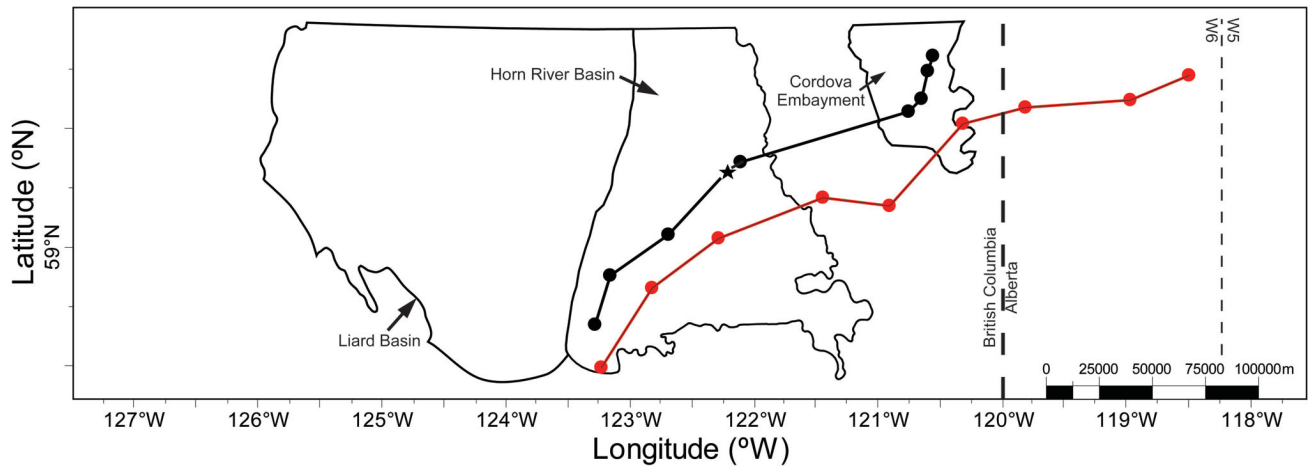 W6
W5
Horn River Basin
Cordova
Embayment
Latitude (ºN)
59°N
British Columbia
Alberta
Liard Basin
0 25000 50000 75000 100000m
127°W 126°W 125°W 124°W 123°W 122°W 121°W 120°W 119°W 118°W
Longitude (ºW)